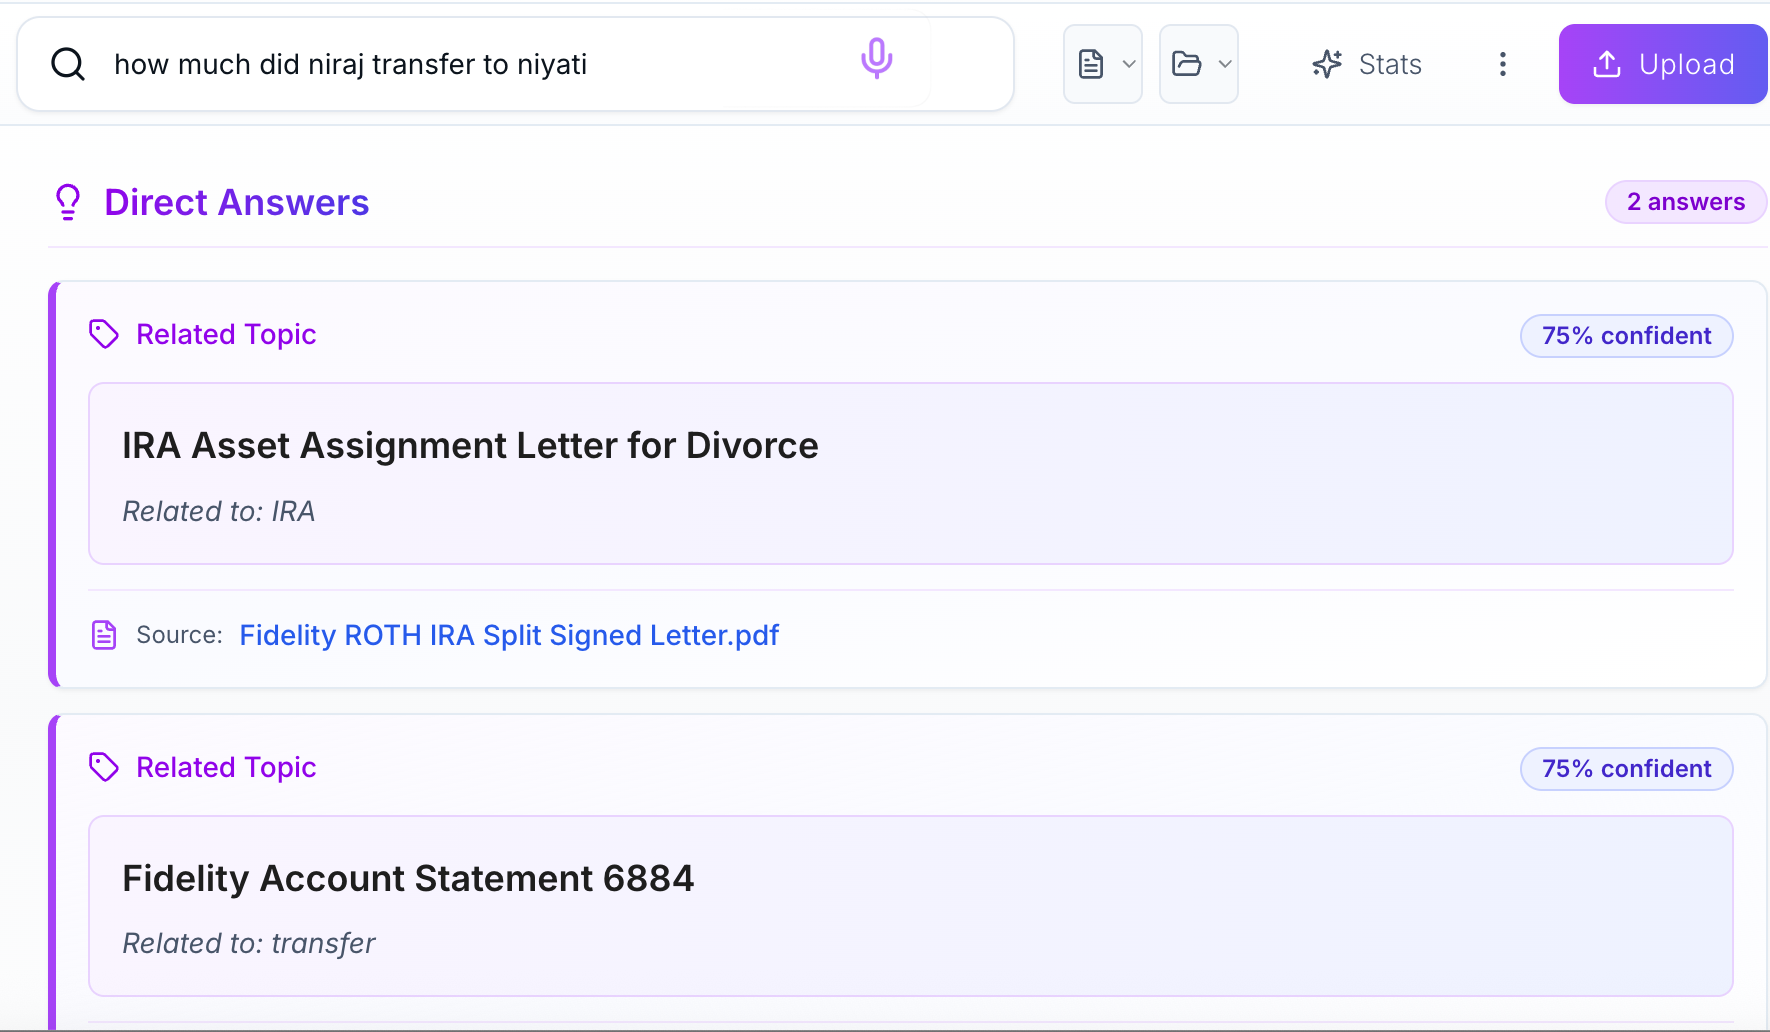 how much did niraj transfer to niyati
Stats
Upload
Direct Answers
2 answers
Related Topic
75% confident
IRA Asset Assignment Letter for Divorce
Related to: IRA
Source: Fidelity ROTH IRA Split Signed Letter.pdf
Related Topic
75% confident
Fidelity Account Statement 6884
Related to: transfer